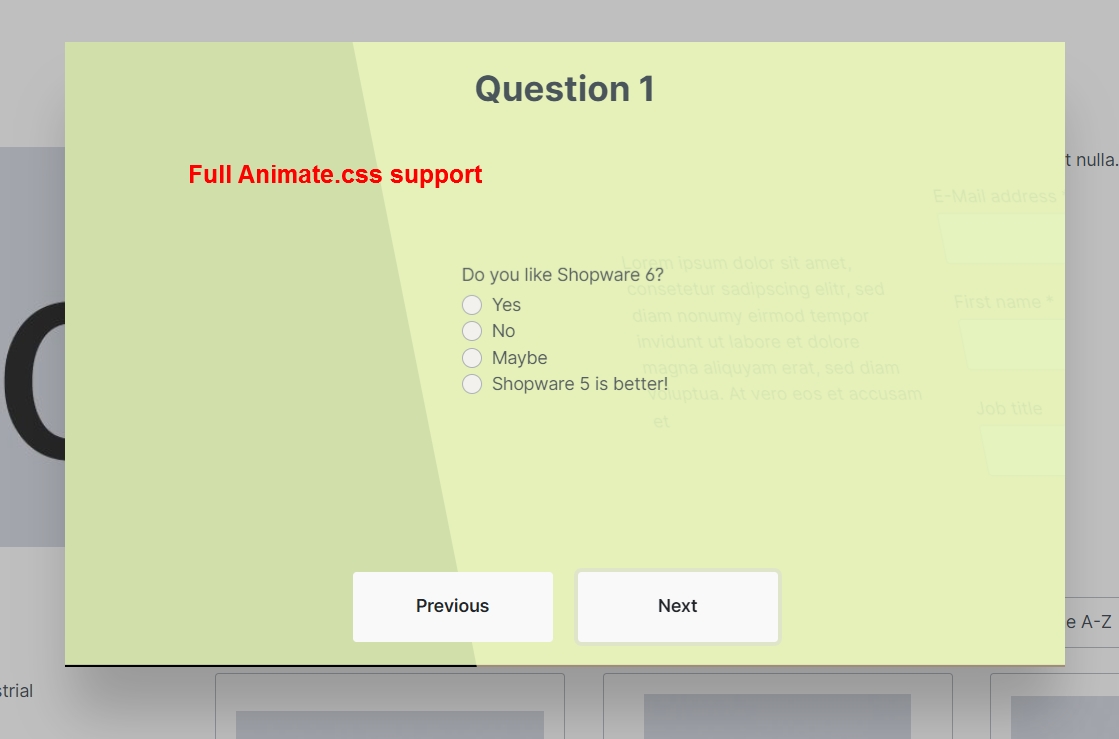 Question 1
t nulla.
Full Animate.css support
E-Mail address *
Lorem ipsum dolor sit amet,
consetetur sadipscing elitr, sed
diam nonumy eirmod tempor
invidunt ut labore et dolore
magna aliquyam erat, sed diam
voluptua. At vero eos et accusam
et
First name *
Job title
Do you like Shopware 6?
Yes
No
Maybe
Shopware 5 is better!
Previous
Next
e A-Z
strial